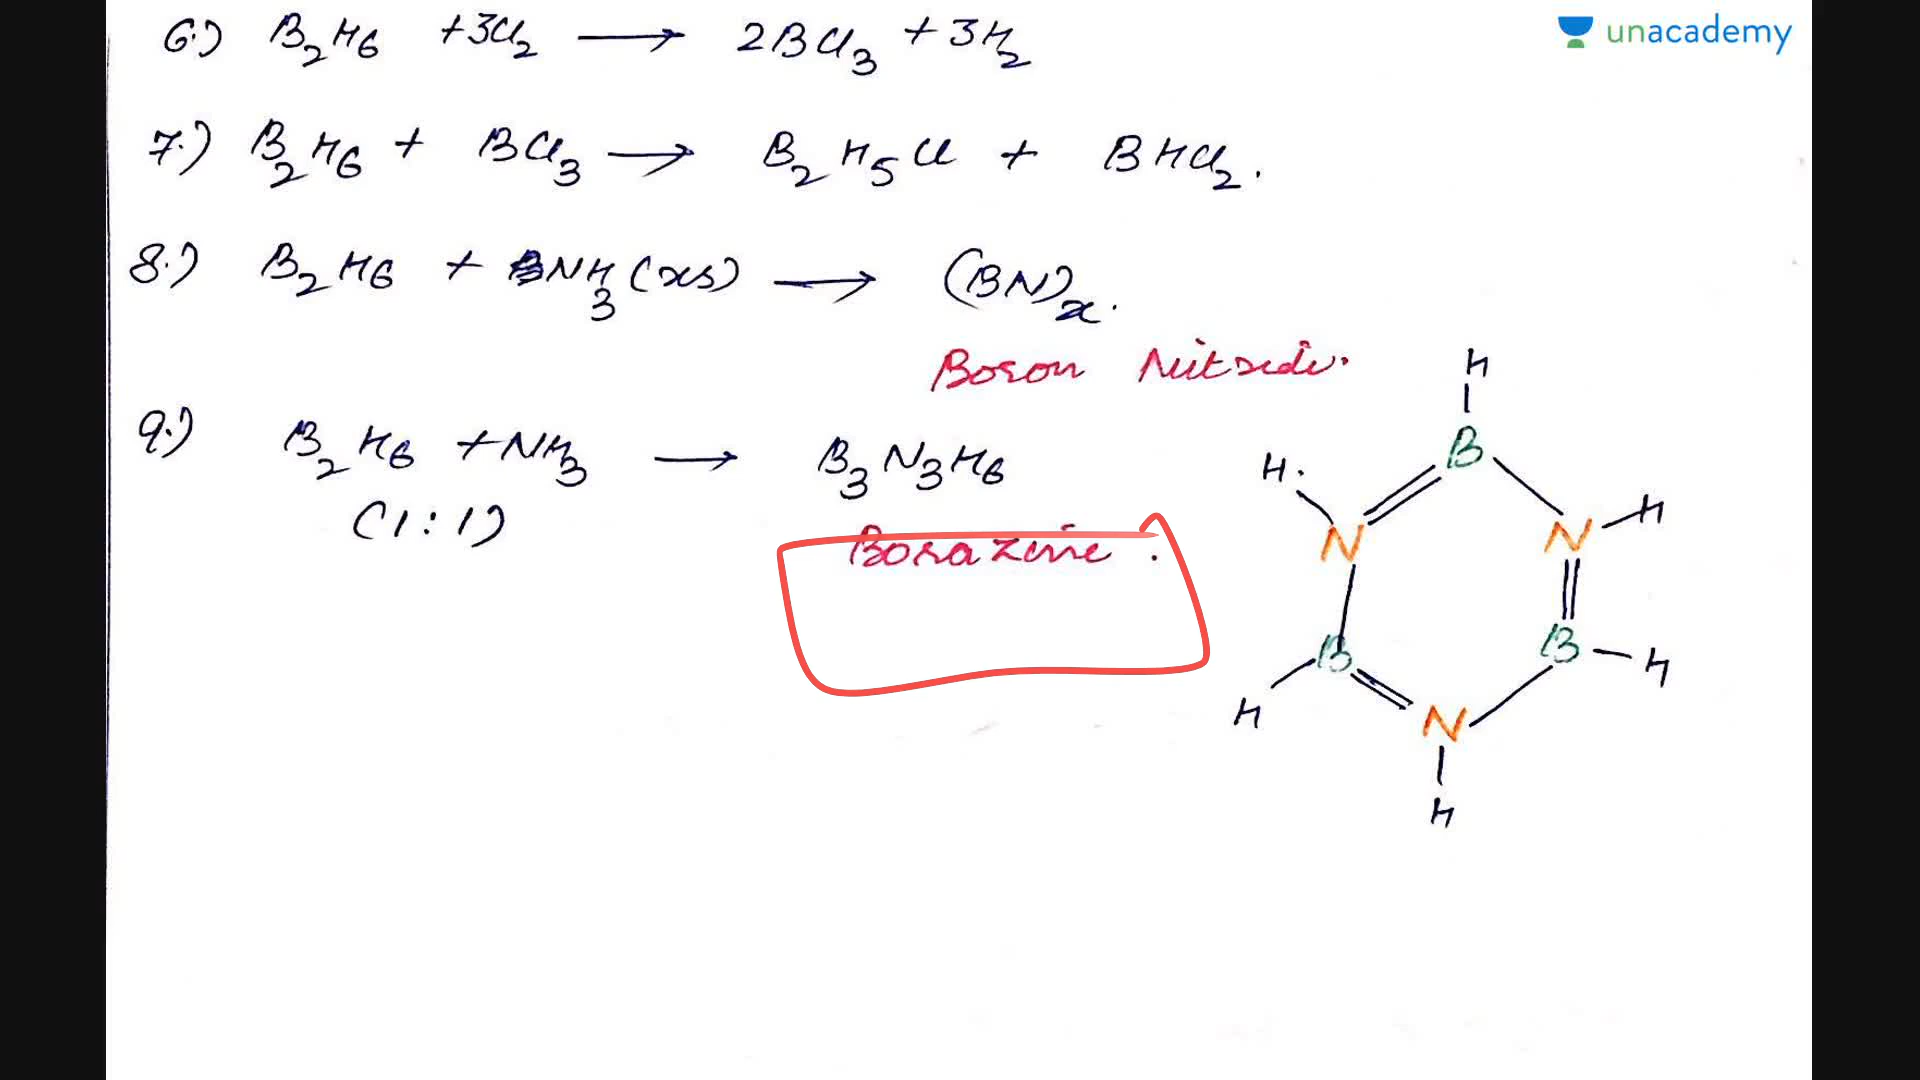 unacademy
6.) B₂H₆ +3Cl₂ ⟶ 2BCl₃ +3H₂
7.) B₂H₆ + BCl₃ ⟶ B₂H₅Cl + BHCl₂.
8.) B₂H₆ + NH₃ (xs) ⟶ (BN)ₓ.
Boron Nitride.
9.) B₂H₆ +NH₃ ⟶ B₃N₃H₆
(1:1)
Borazine.
H
B
H.
H
N
N
B
B
H
H
N
H